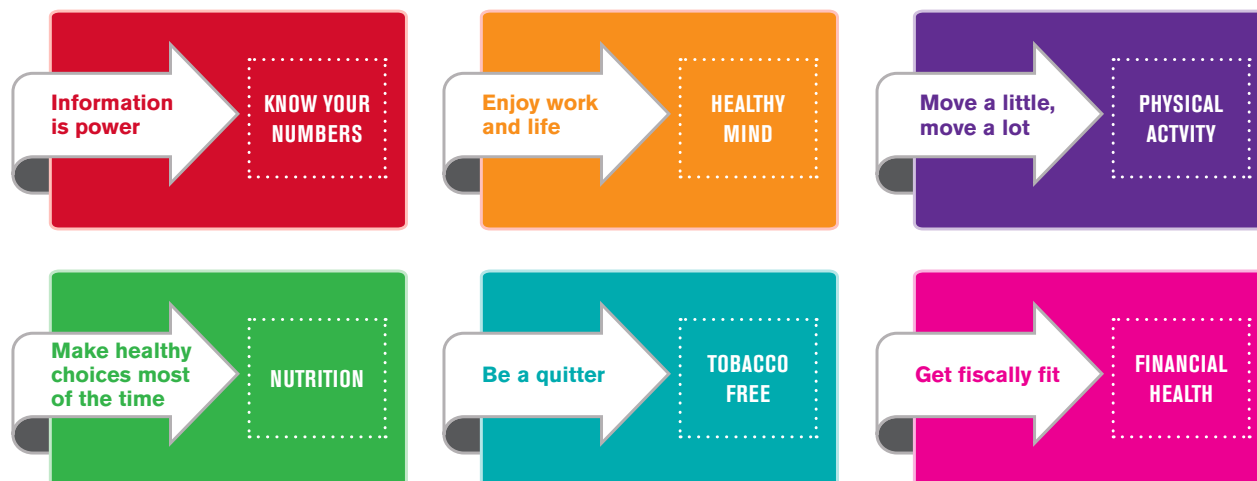 Information
is power
KNOW YOUR
NUMBERS
Enjoy work
and life
HEALTHY
MIND
Move a little,
move a lot
PHYSICAL
ACTVITY
Make healthy
choices most
of the time
NUTRITION
Be a quitter
TOBACCO
FREE
Get fiscally fit
FINANCIAL
HEALTH